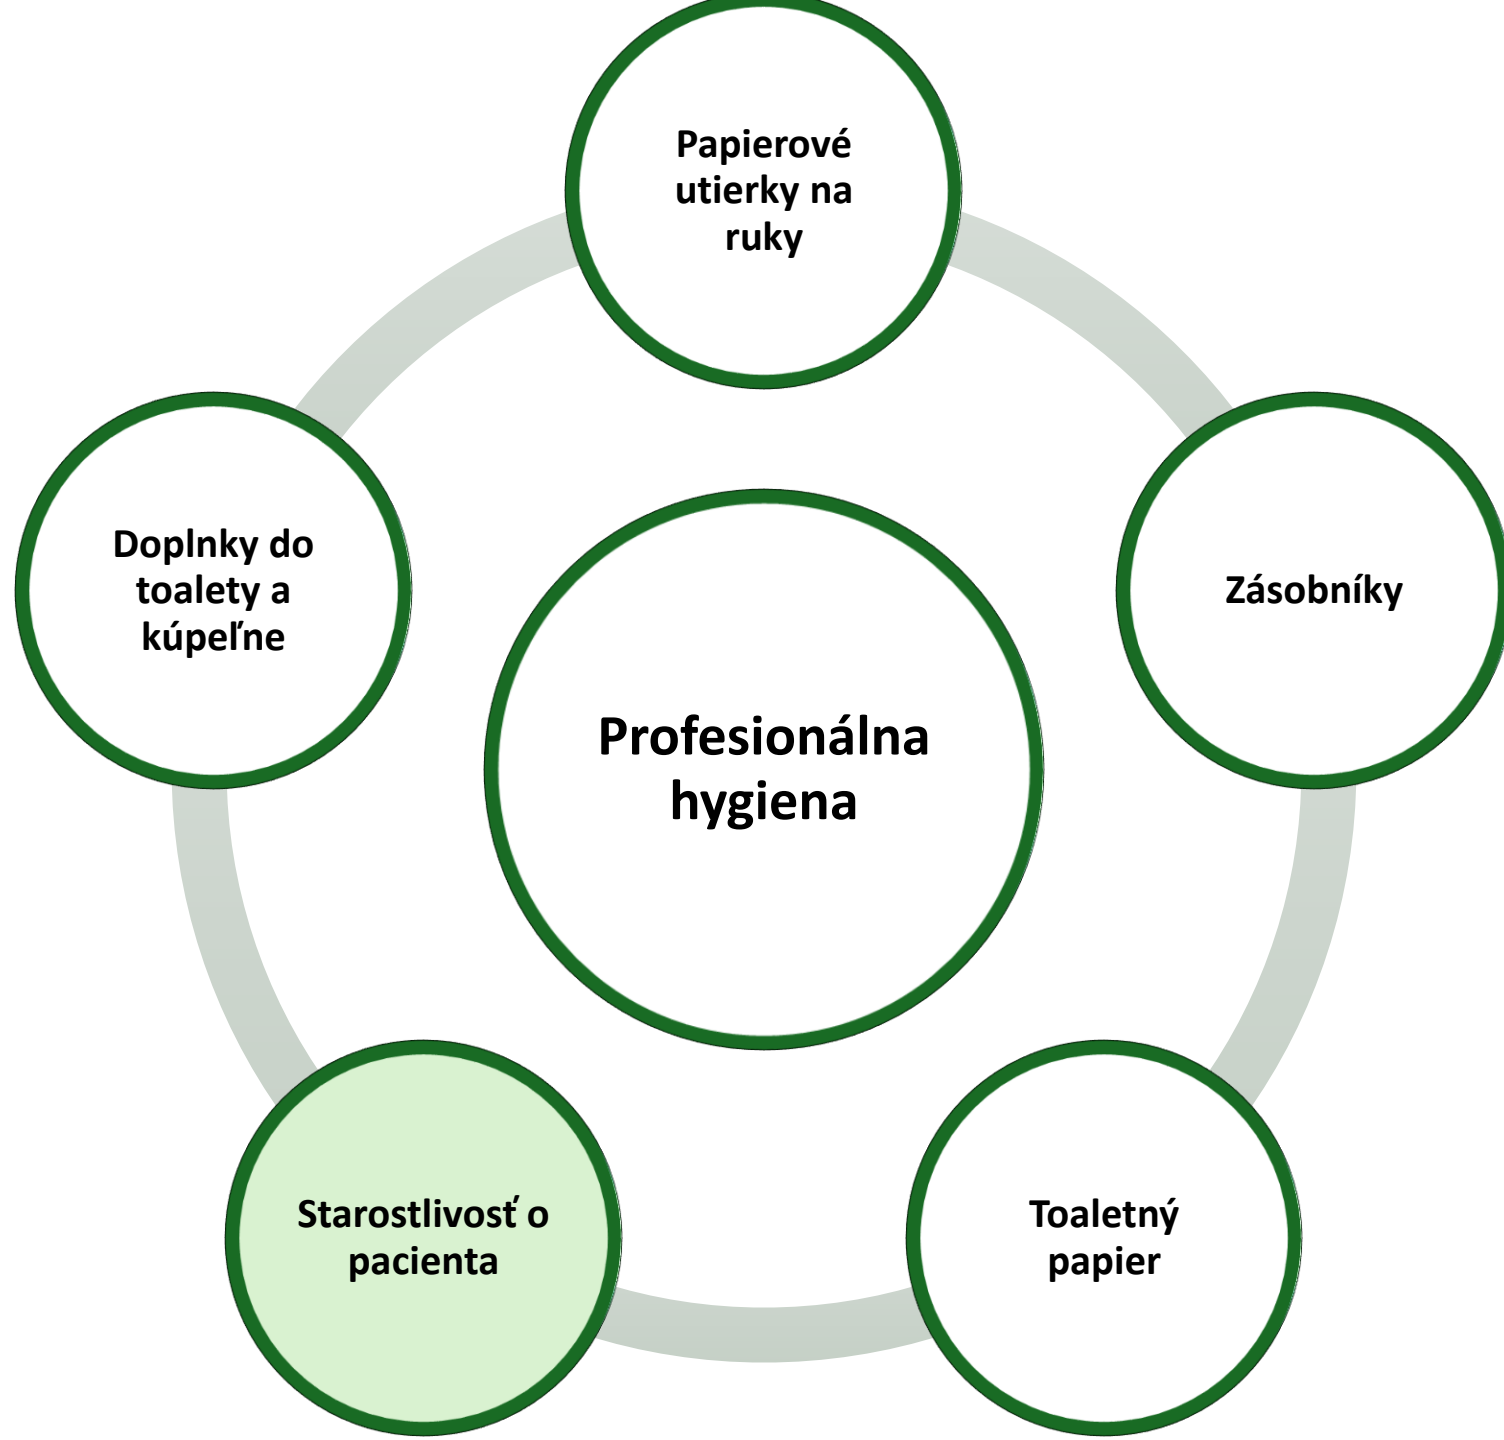 Papierové
utierky na
ruky
Doplnky do
toalety a
kúpeľne
Zásobníky
Profesionálna
hygiena
Starostlivosť o
pacienta
Toaletný
papier